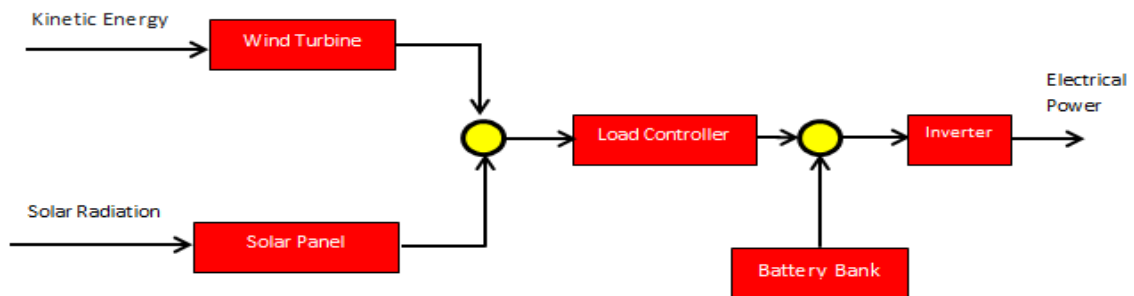 Kinetic Energy
Wind Turbine
Electrical
Power
Load Controller
Inverter
Solar Radiation
Solar Panel
Battery Bank